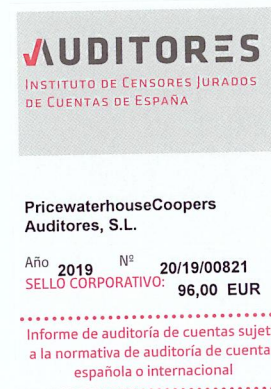 AUDITORES
INSTITUTO DE CENSORES JURADOS
DE CUENTAS DE ESPAÑA
PricewaterhouseCoopers
Auditores, S.L.
Año 2019 Nº 20/19/00821
SELLO CORPORATIVO: 96,00 EUR
Informe de auditoría de cuentas sujet
a la normativa de auditoría de cuenta
española o internacional